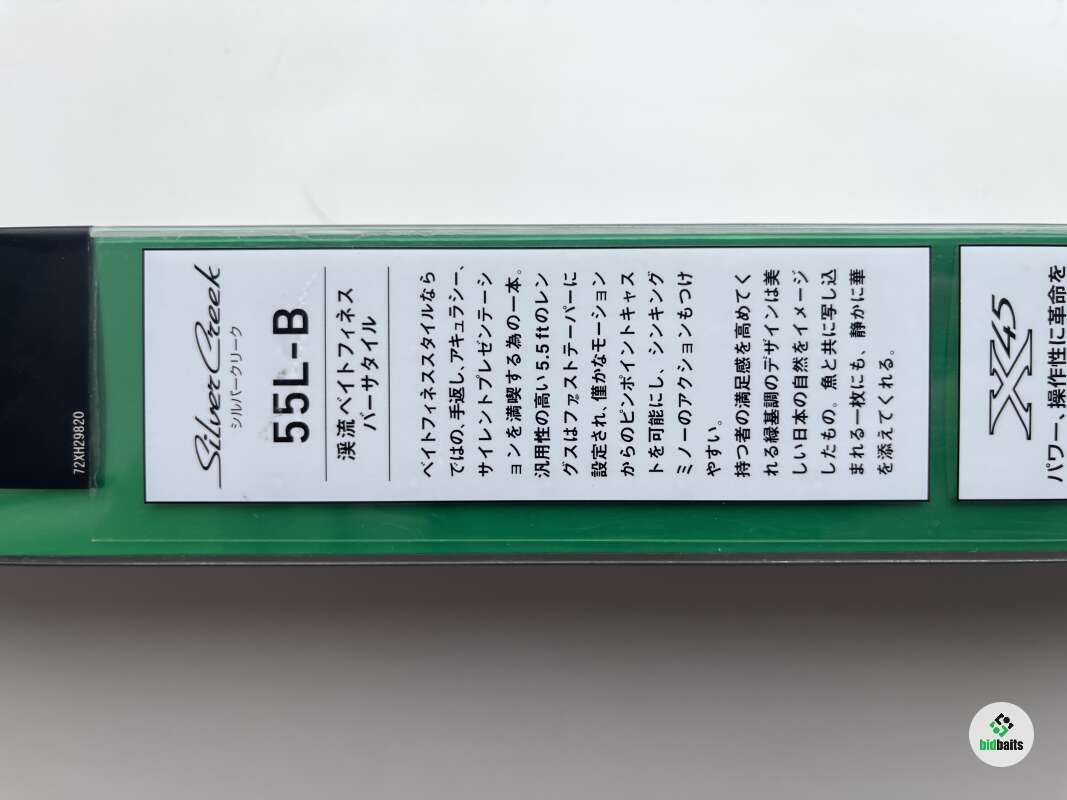 72XH29820
Silver Creek
シルバークリーク
55L-B
渓流ベイトフィネス
バーサタイル
ベイトフィネススタイルなら
ではの、手返し、アキュラシー、
サイレントプレゼンテーシ
ョンを満喫する為の一本。
汎用性の高い5.5ftのレン
グスはファストテーパーに
設定され、僅かなモーション
からのピンポイントキャス
トを可能にし、シンキング
ミノーのアクションもつけ
やすい。
持つ者の満足感を高めてく
れる緑基調のデザインは美
しい日本の自然をイメージ
したもの。魚と共に写し込
まれる一枚にも、静かに華
を添えてくれる。
X45
パワー、操作性に革命を
bidbaits